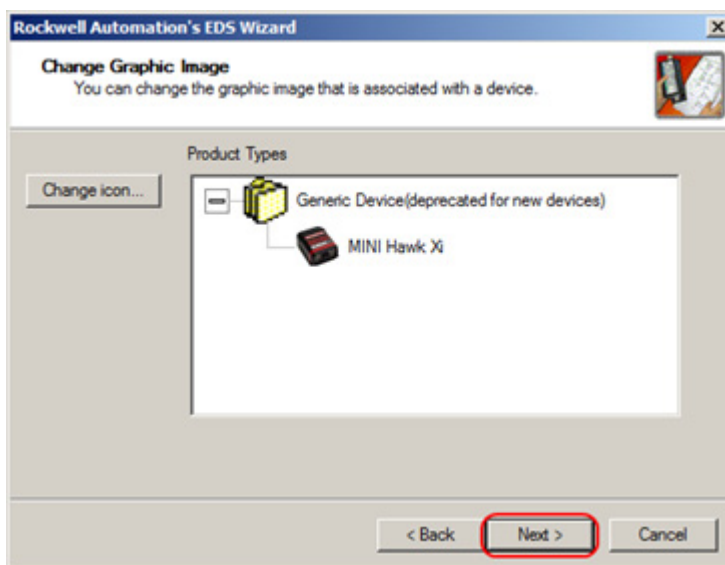 Rockwell Automation's EDS Wizard
Change Graphic Image
You can change the graphic image that is associated with a device.
Product Types
Change icon...
Generic Device(deprecated for new devices)
MINI Hawk Xi
< Back
Next >
Cancel